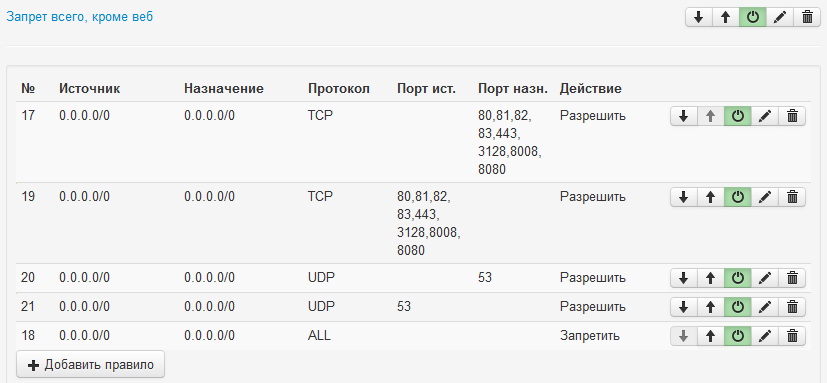 Запрет всего, кроме веб
№ Источник Назначение Протокол Порт ист. Порт назн. Действие
17 0.0.0.0/0 0.0.0.0/0 TCP 80,81,82, Разрешить
83,443,
3128,8008,
8080
19 0.0.0.0/0 0.0.0.0/0 TCP 80,81,82, Разрешить
83,443,
3128,8008,
8080
20 0.0.0.0/0 0.0.0.0/0 UDP 53 Разрешить
21 0.0.0.0/0 0.0.0.0/0 UDP 53 Разрешить
18 0.0.0.0/0 0.0.0.0/0 ALL Запретить
Добавить правило